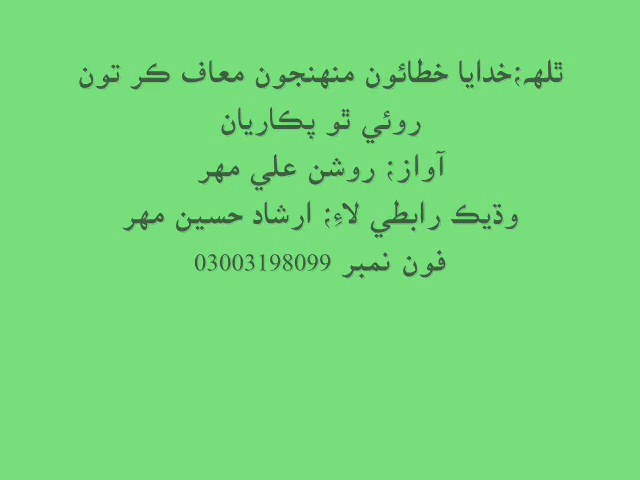 ٿلهہ؛خدايا خطائون منهنجون معاف ڪر تون
روئي ٿو پڪاريان
آواز؛ روشن علي مهر
وڌيڪ رابطي لاءِ؛ ارشاد حسين مهر
فون نمبر 03003198099